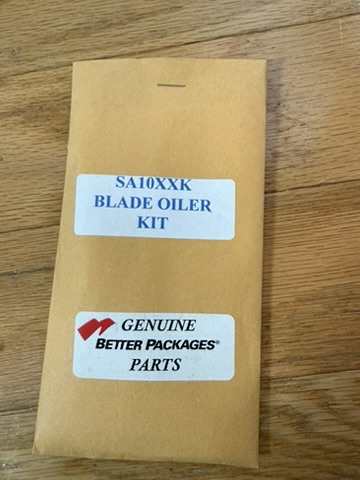 SA10XXK
BLADE OILER
KIT
GENUINE
BETTER PACKAGES®
PARTS